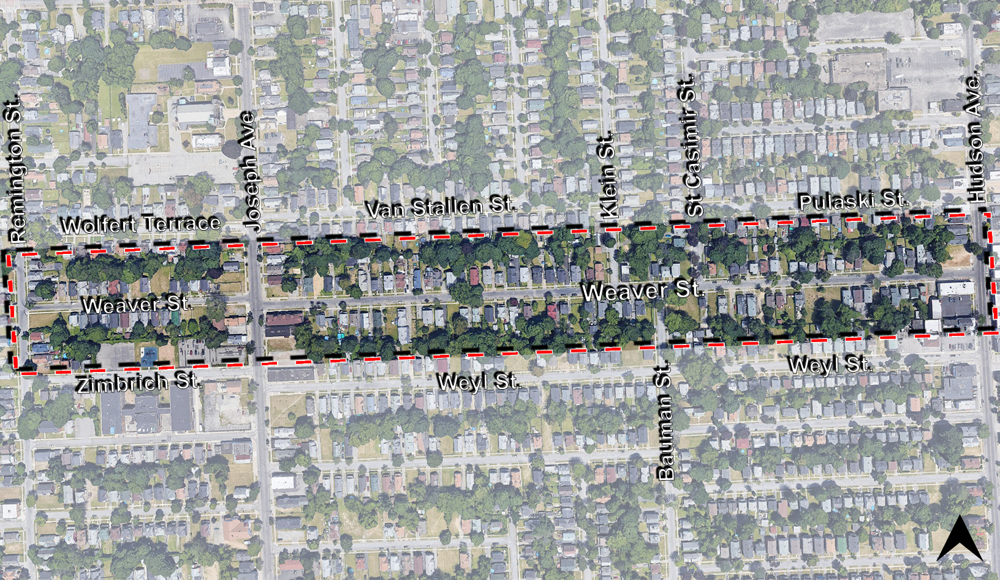 Remington St.
Wolfert Terrace
Joseph Ave
Van Stallen St.
Klein St.
St Casimir St.
Pulaski St.
Hudson Ave.
Weaver St.
Weaver St.
Zimbrich St.
Weyl St.
Bauman St.
Weyl St.